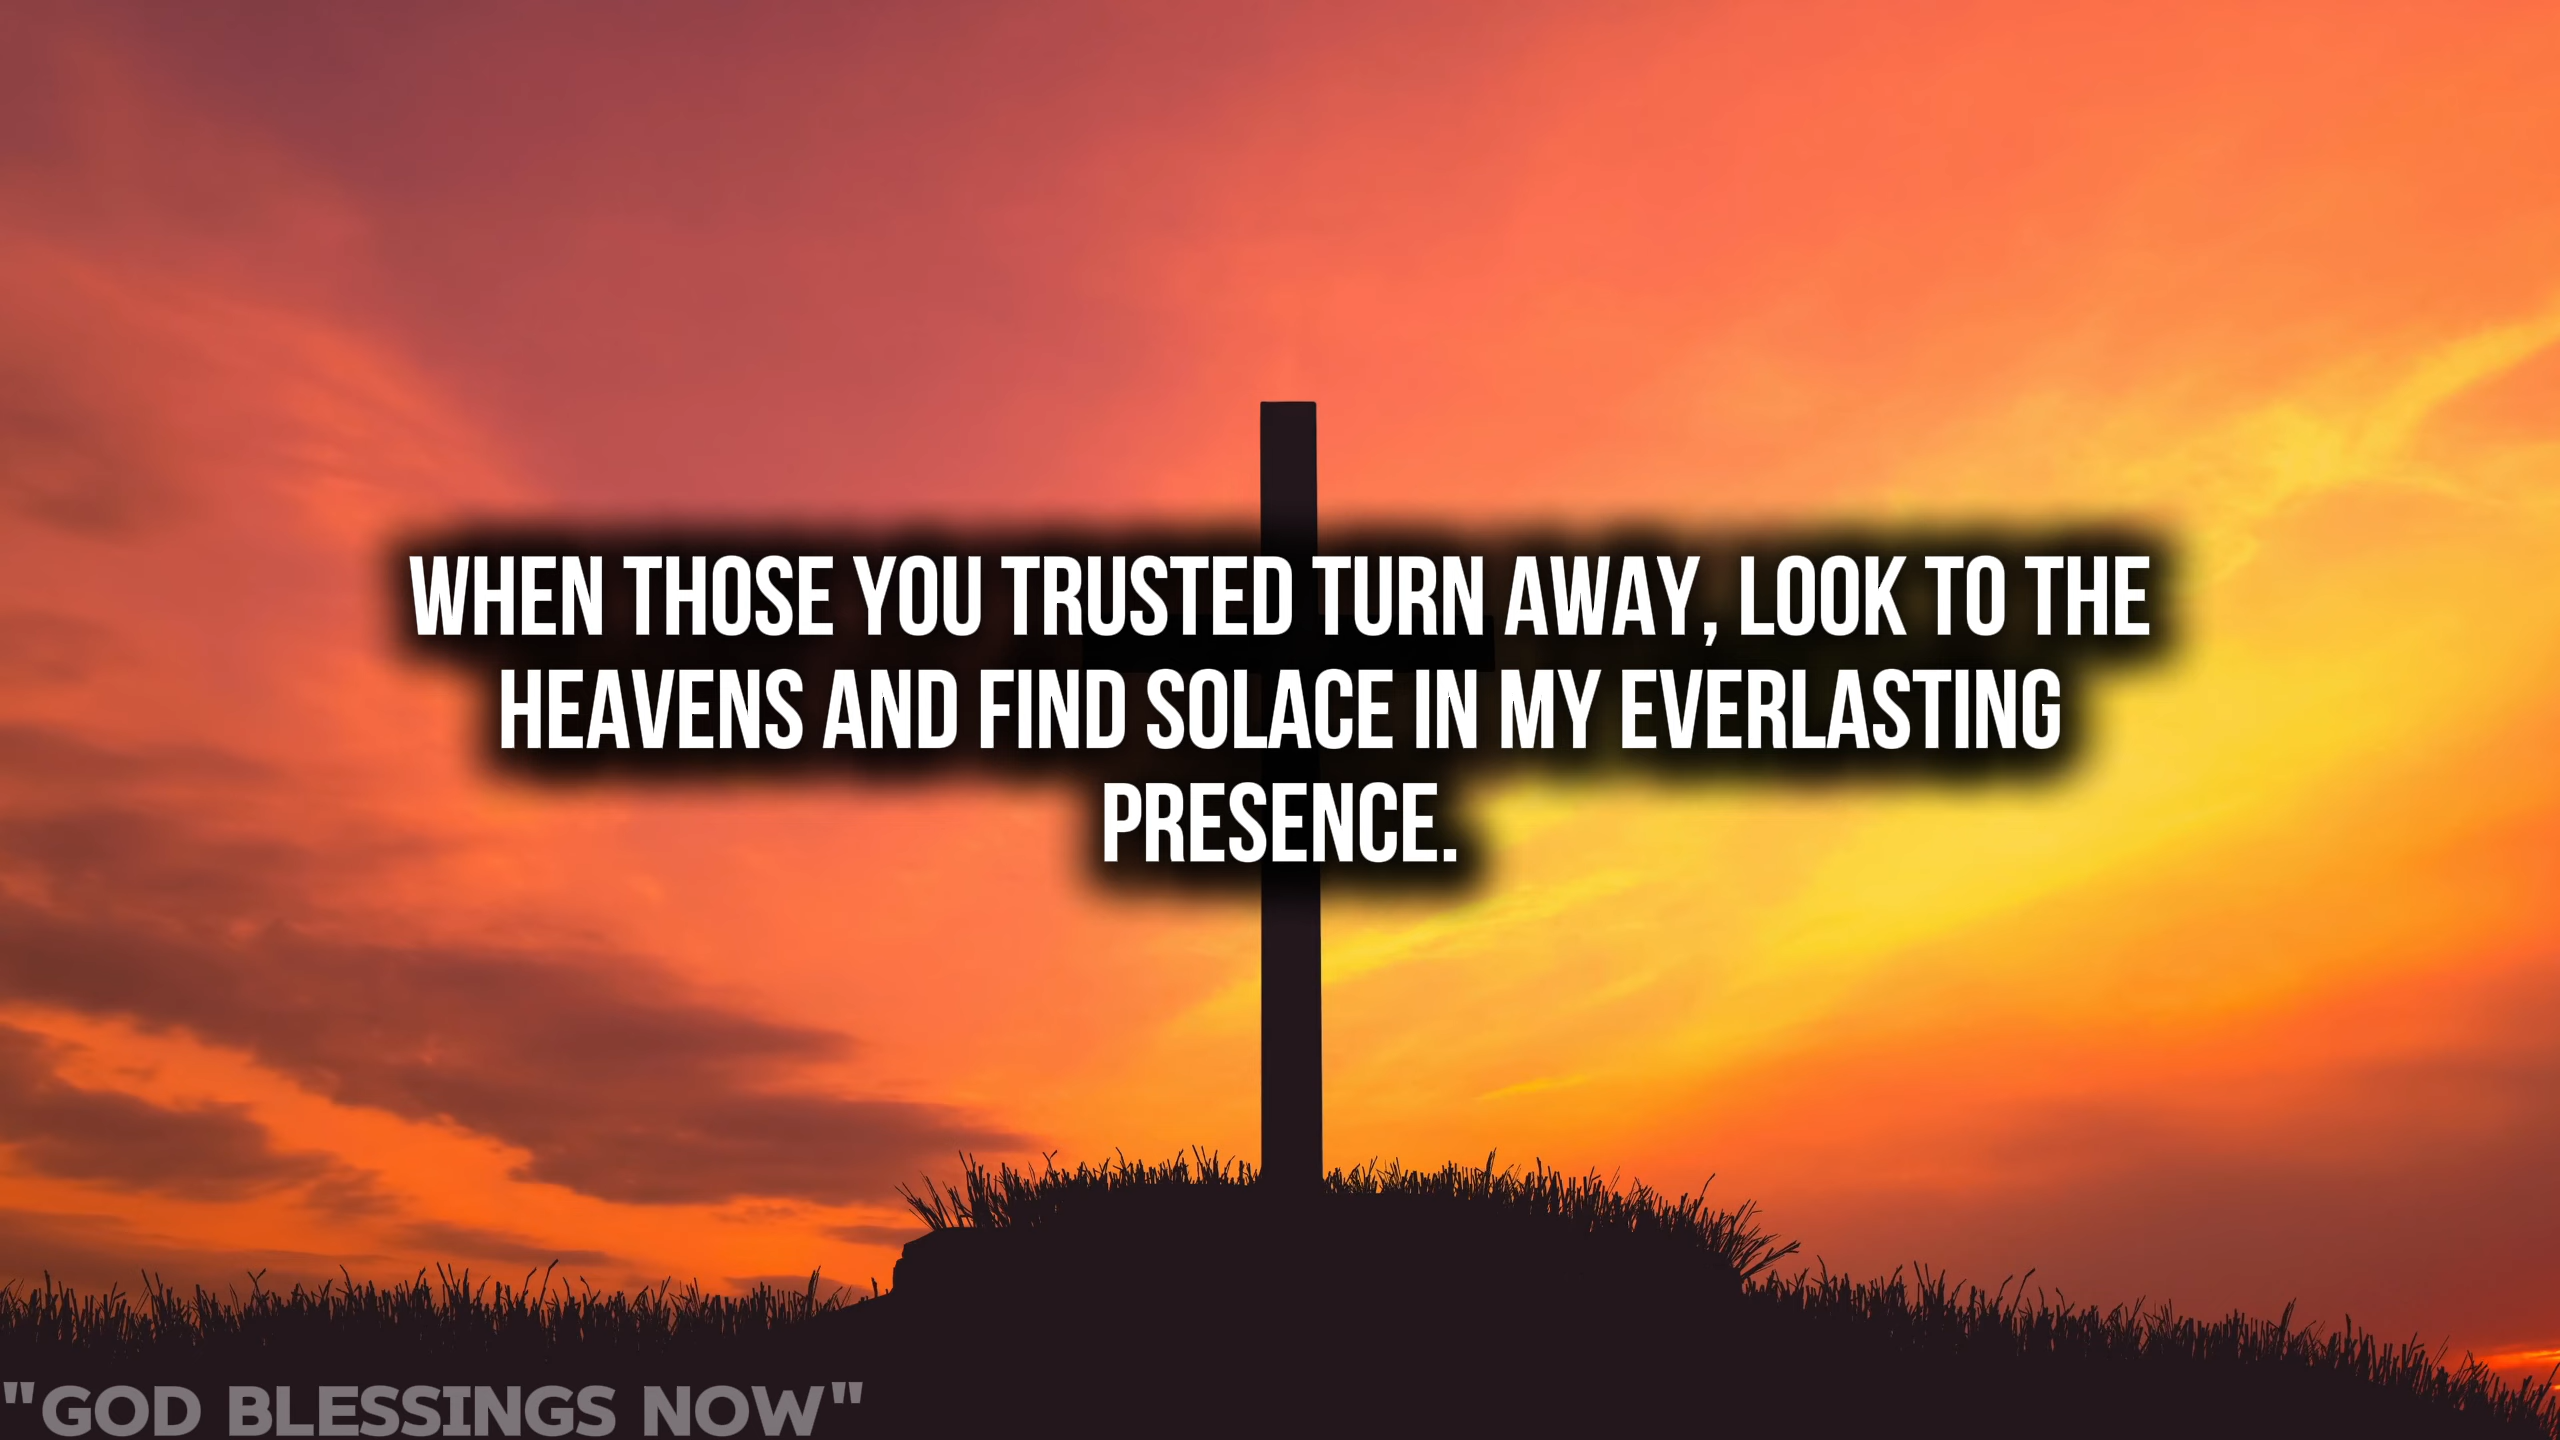 WHEN THOSE YOU TRUSTED TURN AWAY, LOOK TO THE
HEAVENS AND FIND SOLACE IN MY EVERLASTING
PRESENCE.
"GOD BLESSINGS NOW"